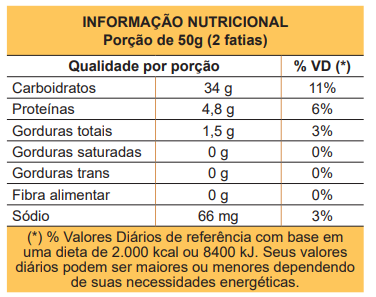 INFORMAÇÃO NUTRICIONAL
Porção de 50g (2 fatias)
Qualidade por porção % VD (*)
Carboidratos 34 g 11%
Proteínas 4,8 g 6%
Gorduras totais 1,5 g 3%
Gorduras saturadas 0 g 0%
Gorduras trans 0 g 0%
Fibra alimentar 0 g 0%
Sódio 66 mg 3%
(*) % Valores Diários de referência com base em
uma dieta de 2.000 kcal ou 8400 kJ. Seus valores
diários podem ser maiores ou menores dependendo
de suas necessidades energéticas.